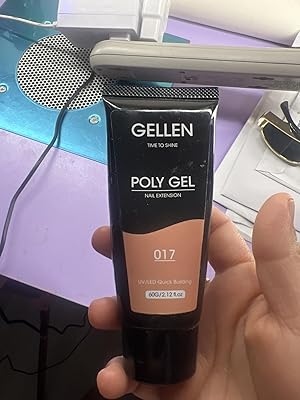 GELLEN
TIME TO SHINE
POLY GEL
NAIL EXTENSION
017
UV/LED Quick Building
60G/2.12 fl.oz